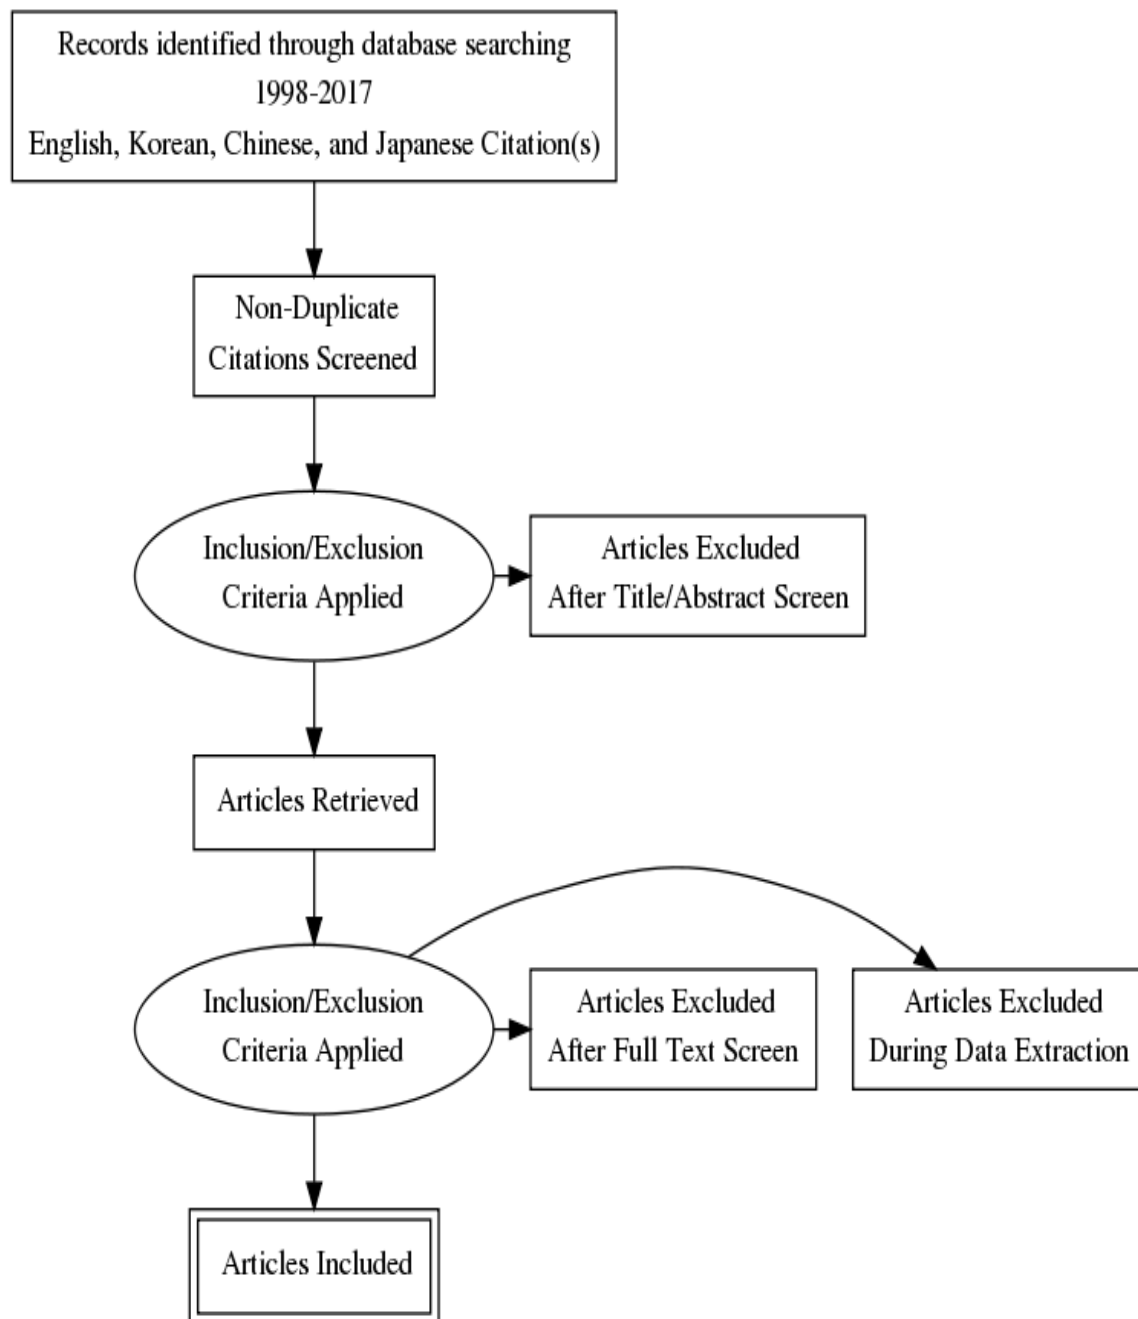 Records identified through database searching
1998-2017
English, Korean, Chinese, and Japanese Citation(s)
Non-Duplicate
Citations Screened
Inclusion/Exclusion
Criteria Applied
Articles Excluded
After Title/Abstract Screen
Articles Retrieved
Inclusion/Exclusion
Criteria Applied
Articles Excluded
After Full Text Screen
Articles Excluded
During Data Extraction
Articles Included